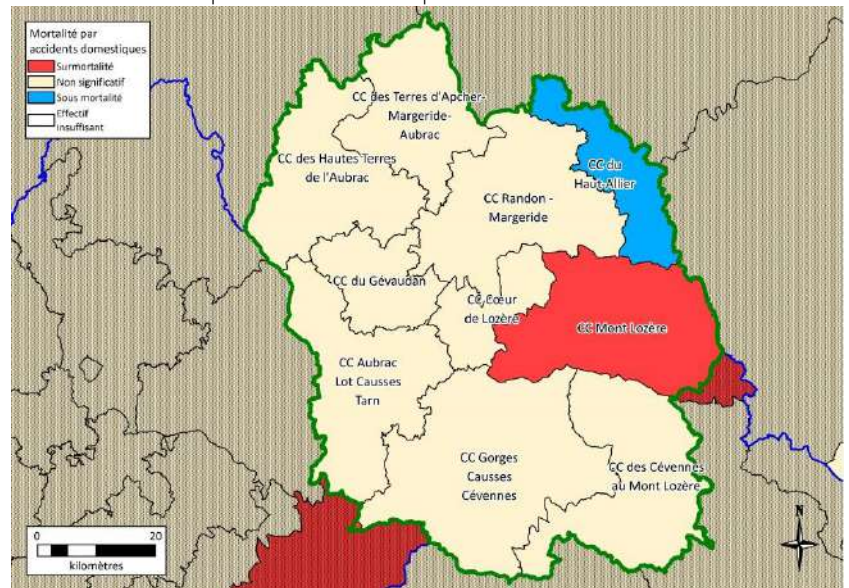 Mortalité par
accidents domestiques
Surmortalité
Non significatif
Sous mortalité
Effectif
insuffisant
CC des Terres d'Apcher-
Margeride-
Aubrac
CC des Hautes Terres
de l'Aubrac
CC du
Haut-Allier
CC Randon -
Margeride
CC du Gévaudan
CC Cœur
de Lozère
CC Mont Lozère
CC Aubrac
Lot Causses
Tarn
CC Gorges
Causses
Cévennes
CC des Cévennes
au Mont Lozère
0 20
kilomètres
N